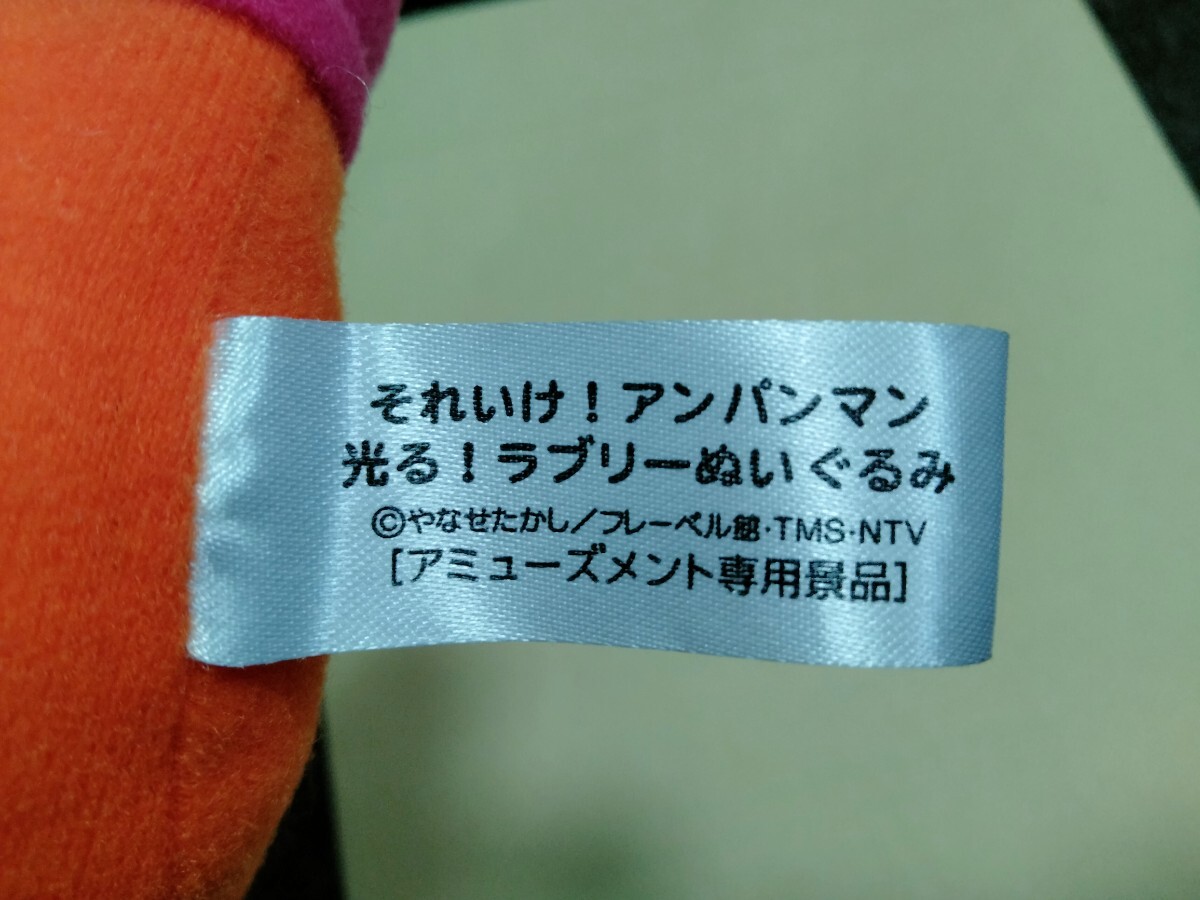 それいけ！アンパンマン
光る！ラブリーぬいぐるみ
©やなせたかし／フレーベル館・TMS・NTV
［アミューズメント専用景品］